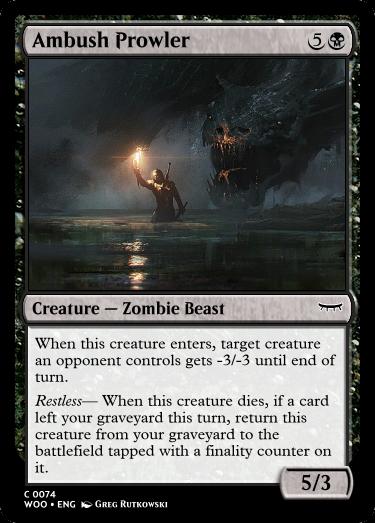 Ambush Prowler 5
Creature — Zombie Beast
When this creature enters, target creature
an opponent controls gets -3/-3 until end of
turn.
Restless— When this creature dies, if a card
left your graveyard this turn, return this
creature from your graveyard to the
battlefield tapped with a finality counter on
it.
5/3
C 0074
WOO • ENG Greg Rutkowski